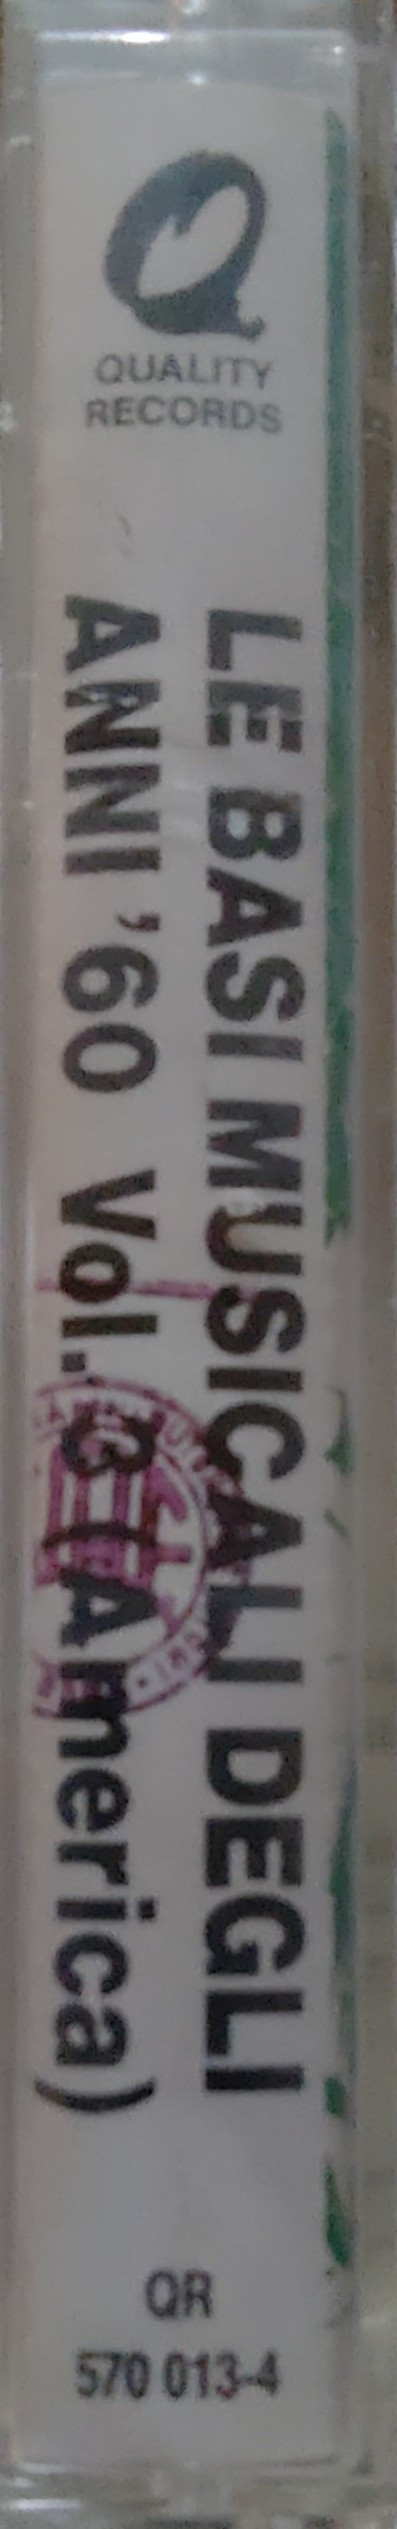 QUALITY
RECORDS
LE BASI MUSICALI DEGLI
ANNI '60 Vol. 3 (America)
QR
570 013-4